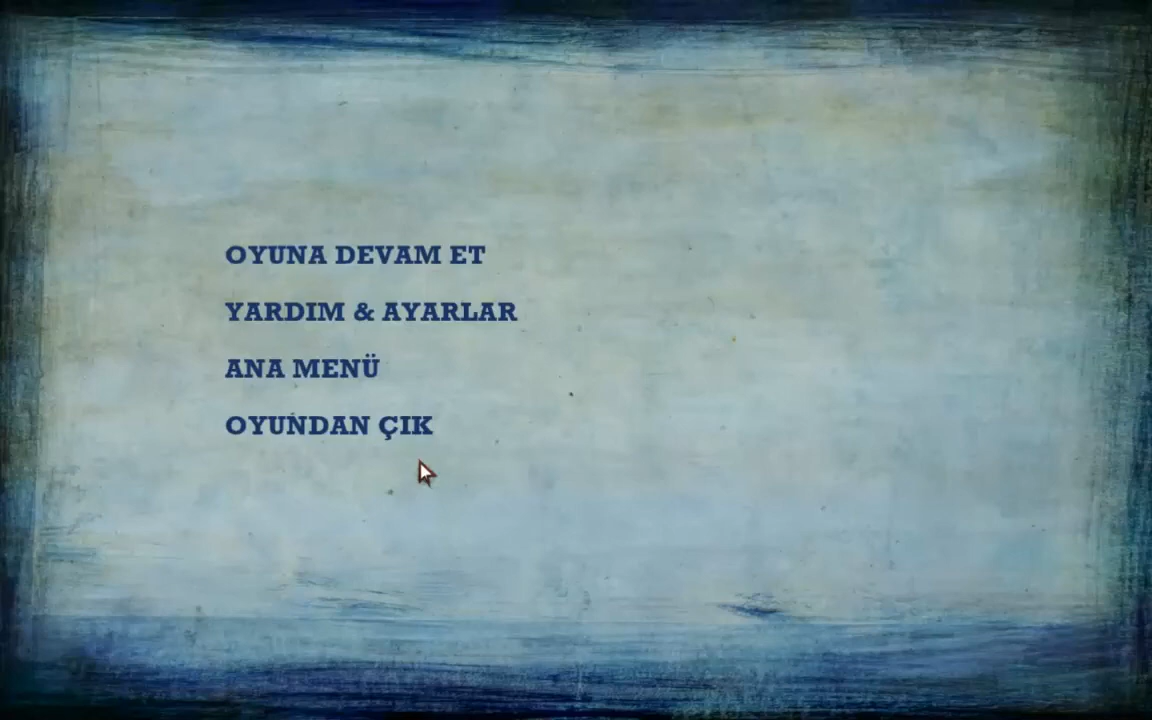 OYUNA DEVAM ET
YARDIM & AYARLAR
ANA MENÜ
OYUNDAN ÇIK